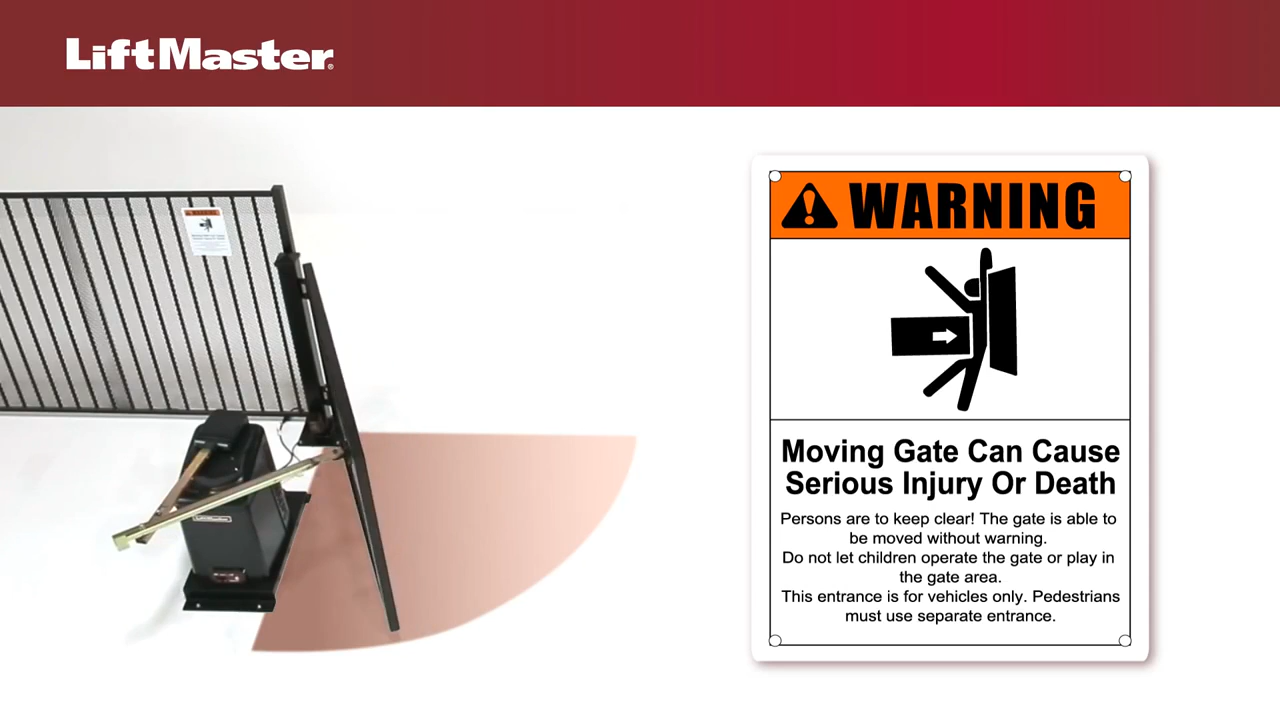 LiftMaster®
WARNING
WARNING
Moving Gate Can Cause
Serious Injury Or Death
Persons are to keep clear! The gate is able to
be moved without warning.
Do not let children operate the gate or play in
the gate area.
This entrance is for vehicles only. Pedestrians
must use separate entrance.
LiftMaster